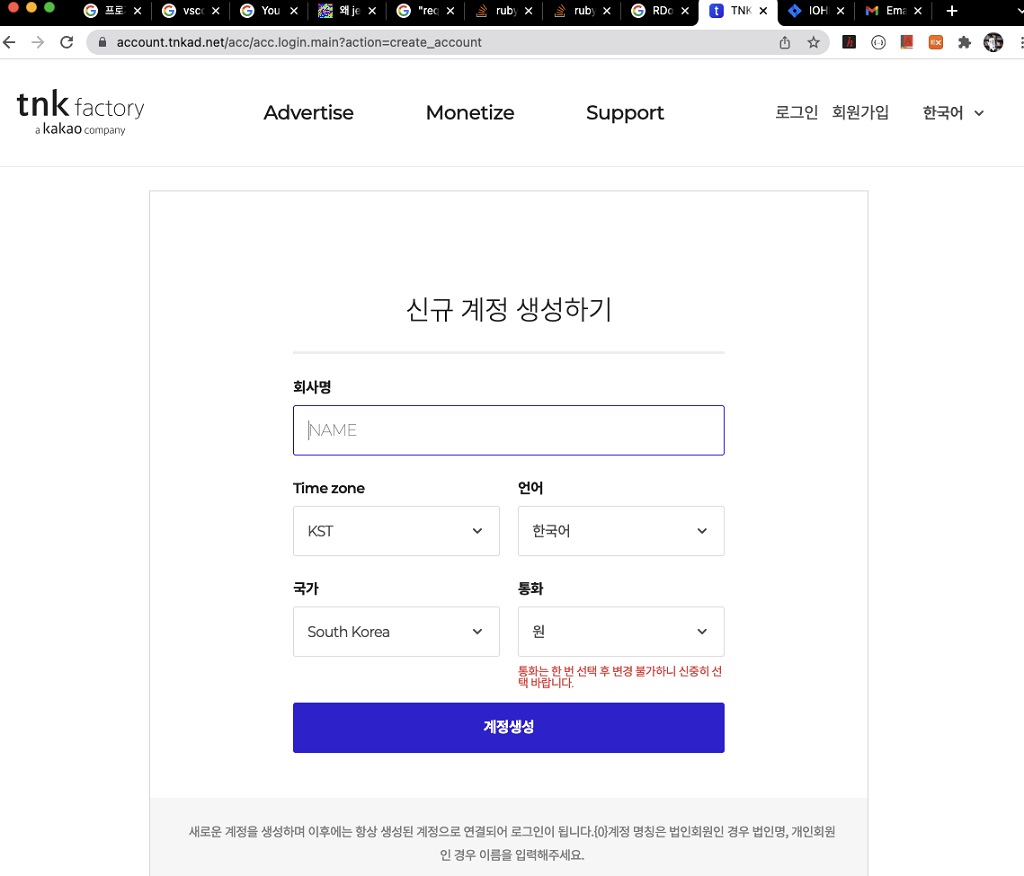 프로
vsc
You
왜 je
"req
ruby
ruby
RDo
TNK
IOH
Ema
account.tnkad.net/acc/acc.login.main?action=create_account
tnk factory
a kakao company
Advertise
Monetize
Support
로그인
회원가입
한국어
신규 계정 생성하기
회사명
NAME
Time zone
언어
KST
한국어
국가
통화
South Korea
원
통화는 한 번 선택 후 변경 불가하니 신중히 선
택 바랍니다.
계정생성
새로운 계정을 생성하며 이후에는 항상 생성된 계정으로 연결되어 로그인이 됩니다.{0}계정 명칭은 법인회원인 경우 법인명, 개인회원
인 경우 이름을 입력해주세요.